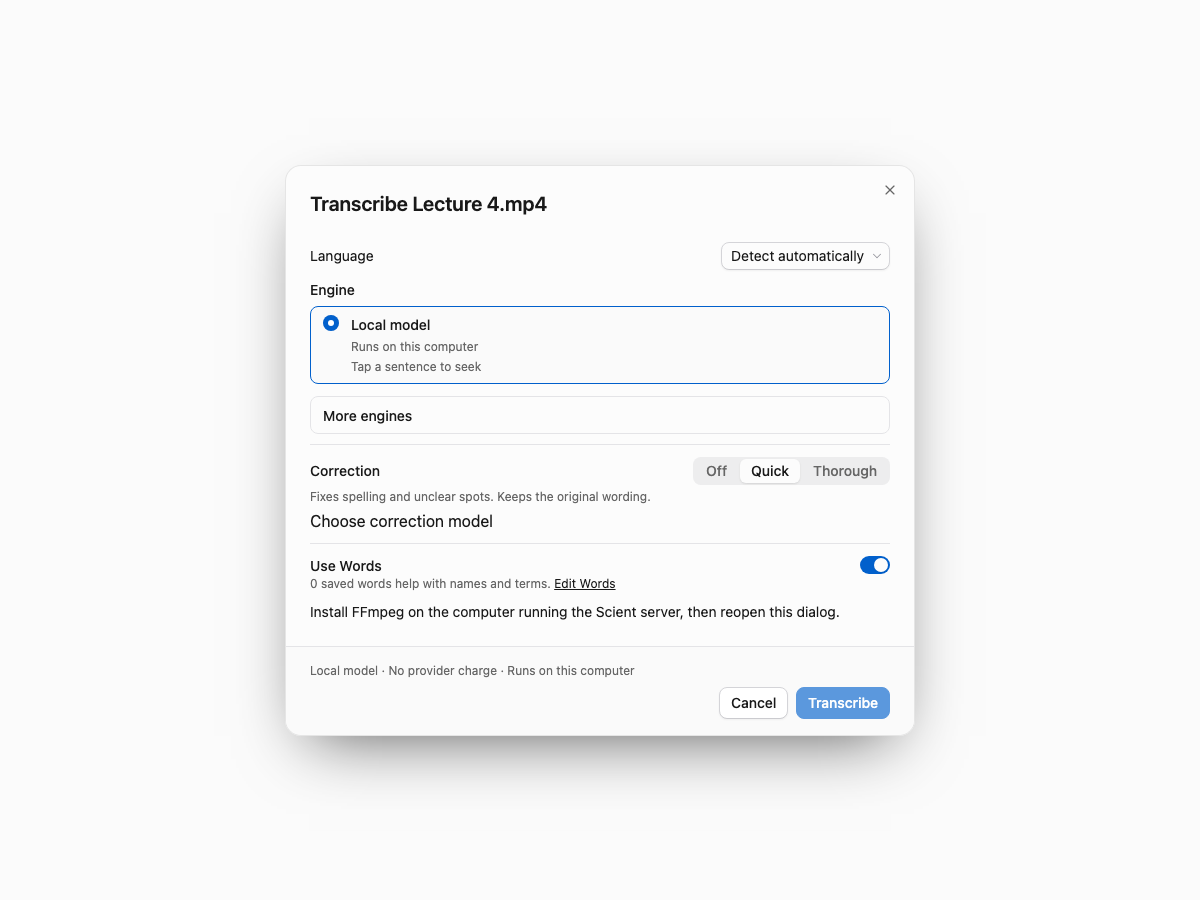 Transcribe Lecture 4.mp4
Language
Detect automatically
Engine
Local model
Runs on this computer
Tap a sentence to seek
More engines
Correction
Off Quick Thorough
Fixes spelling and unclear spots. Keeps the original wording.
Choose correction model
Use Words
0 saved words help with names and terms. Edit Words
Install FFmpeg on the computer running the Scient server, then reopen this dialog.
Local model · No provider charge · Runs on this computer
Cancel Transcribe